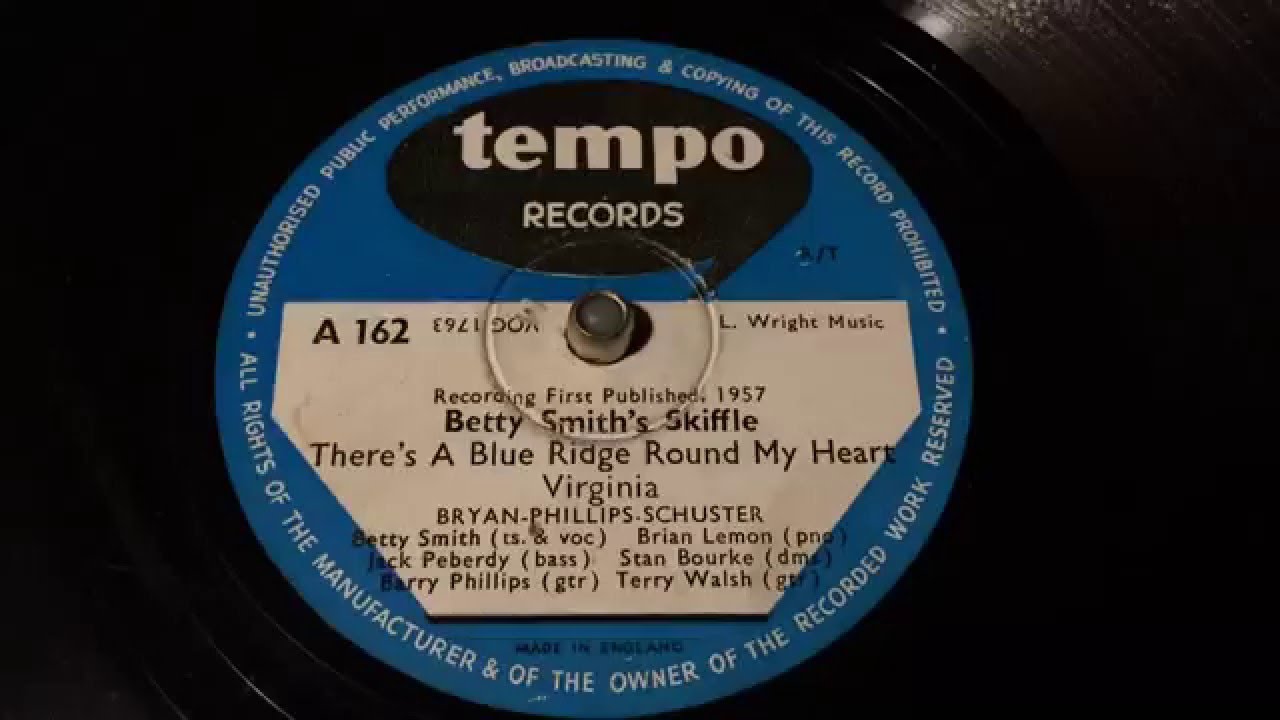 UNAUTHORISED PUBLIC PERFORMANCE, BROADCASTING & COPYING OF THIS RECORD PROHIBITED
tempo
RECORDS
R/T
A 162 VOG 1763 L. Wright Music
Recording First Published, 1957
Betty Smith's Skiffle
There's A Blue Ridge Round My Heart
Virginia
BRYAN-PHILLIPS-SCHUSTER
Betty Smith (ts. & voc) Brian Lemon (pno)
Jack Peberdy (bass) Stan Bourke (dms)
Barry Phillips (gtr) Terry Walsh (gtr)
MADE IN ENGLAND
ALL RIGHTS OF THE MANUFACTURER & OF THE OWNER OF THE RECORDED WORK RESERVED